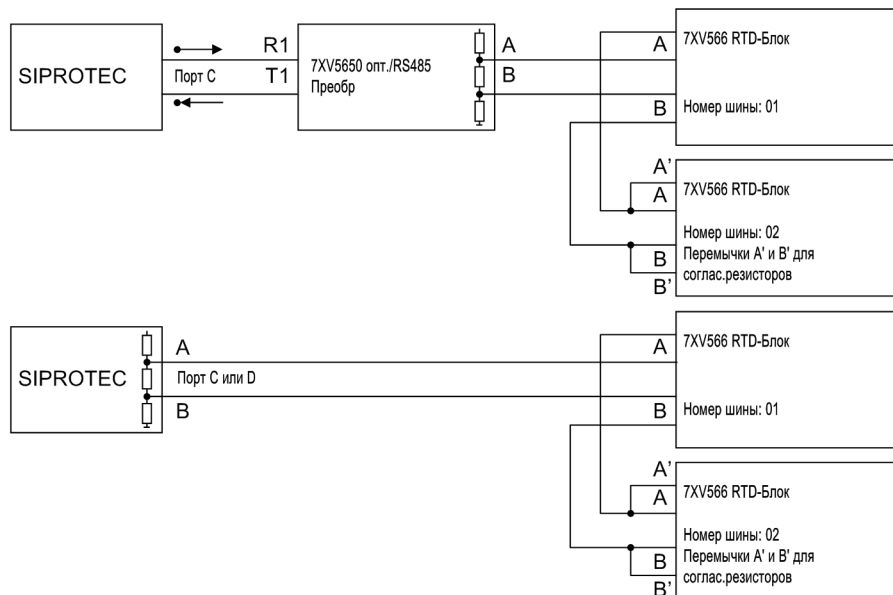 SIPROTEC
R1
T1
Порт C
7XV5650 опт./RS485
Преобр
A
B
A
7XV566 RTD-Блок
B
Номер шины: 01
A'
A
7XV566 RTD-Блок
Номер шины: 02
Перемычки A' и B' для
соглас.резисторов
B
B'
SIPROTEC
A
Порт C или D
B
A
7XV566 RTD-Блок
B
Номер шины: 01
A'
A
7XV566 RTD-Блок
Номер шины: 02
Перемычки A' и B' для
соглас.резисторов
B
B'